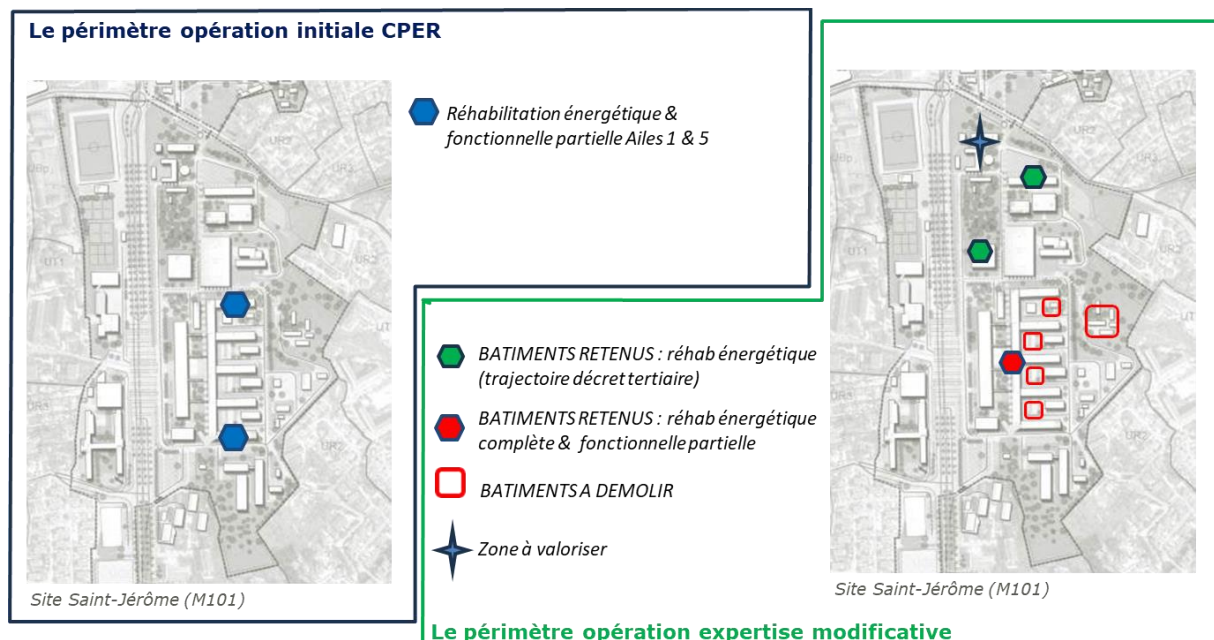 Le périmètre opération initiale CPER
Réhabilitation énergétique &
fonctionnelle partielle Ailes 1 & 5
Site Saint-Jérôme (M101)
BATIMENTS RETENUS : réhab énergétique
(trajectoire décret tertiaire)
BATIMENTS RETENUS : réhab énergétique
complète & fonctionnelle partielle
BATIMENTS A DEMOLIR
Zone à valoriser
UR2
Site Saint-Jérôme (M101)
Le périmètre opération expertise modificative